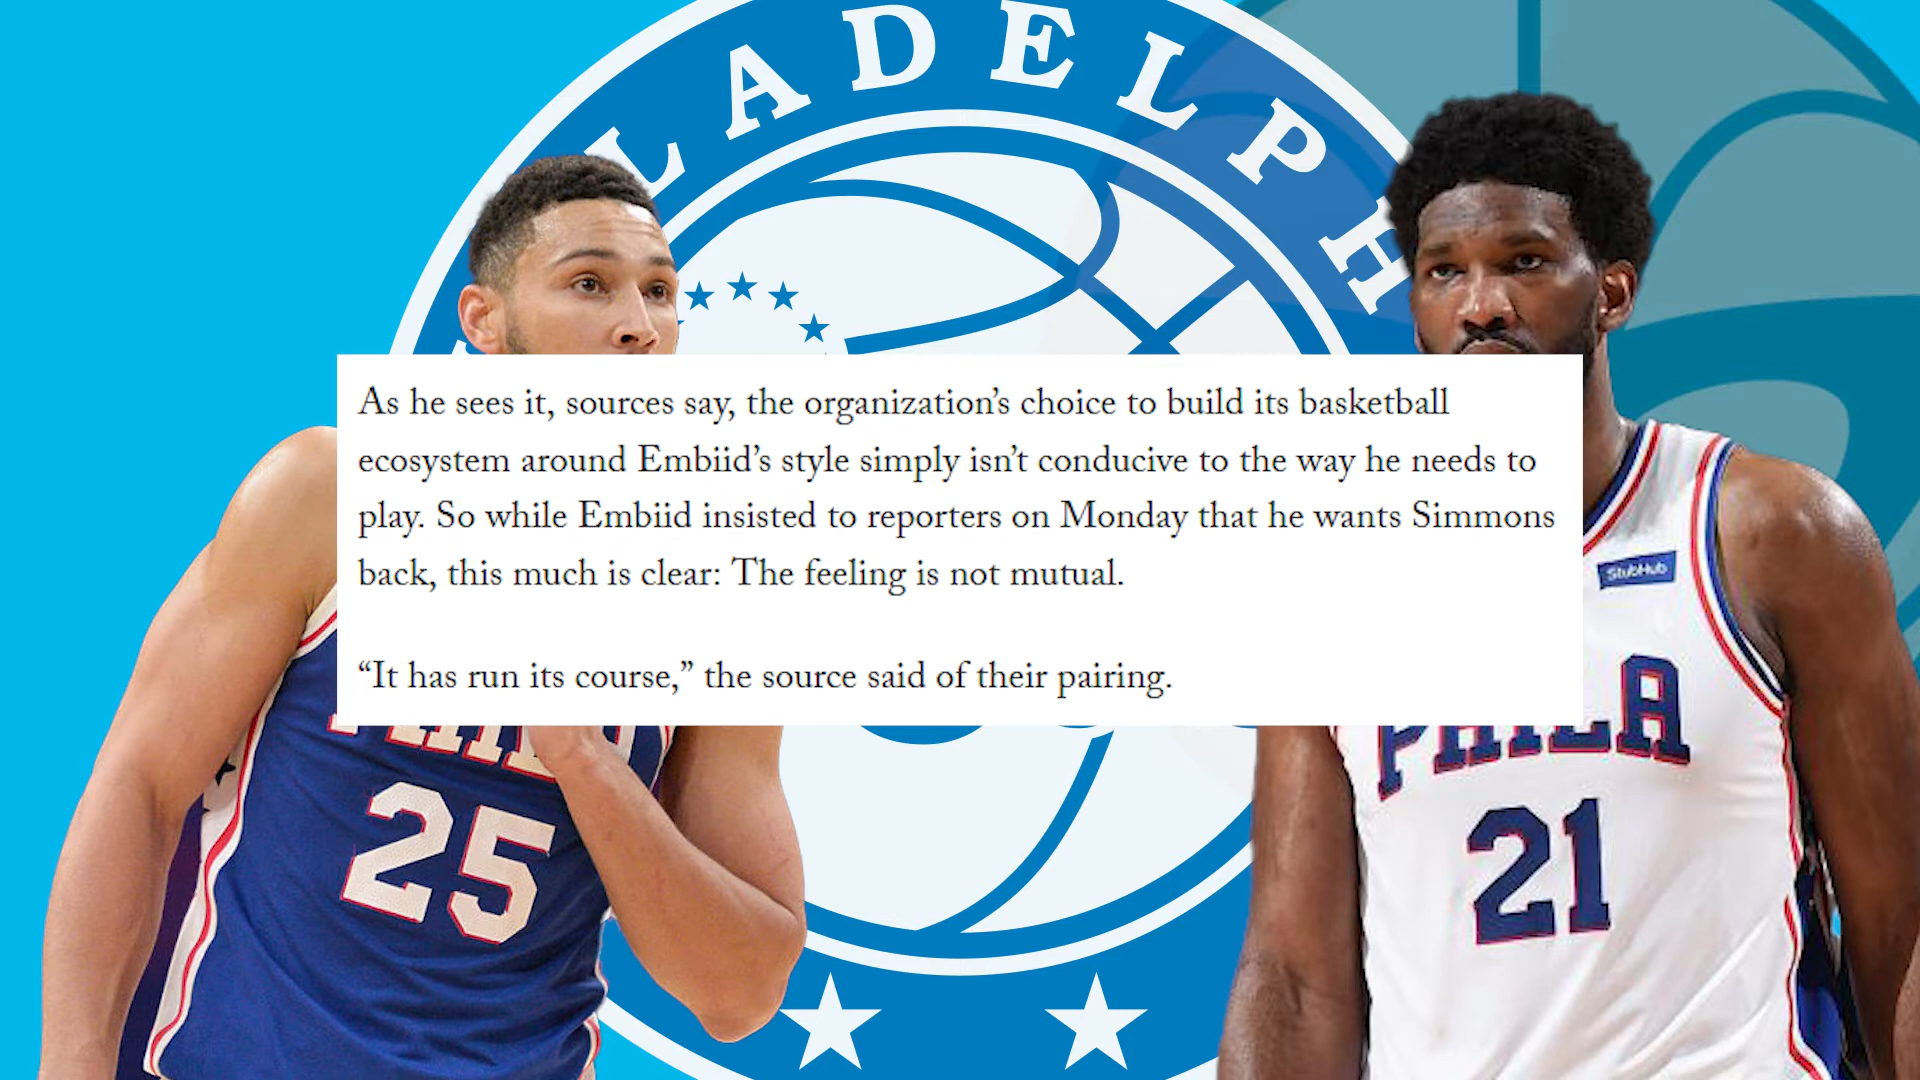 LADELPH
As he sees it, sources say, the organization’s choice to build its basketball
ecosystem around Embiid’s style simply isn’t conducive to the way he needs to
play. So while Embiid insisted to reporters on Monday that he wants Simmons
back, this much is clear: The feeling is not mutual.
“It has run its course,” the source said of their pairing.
StubHub
PHILA
25
PHILA
21